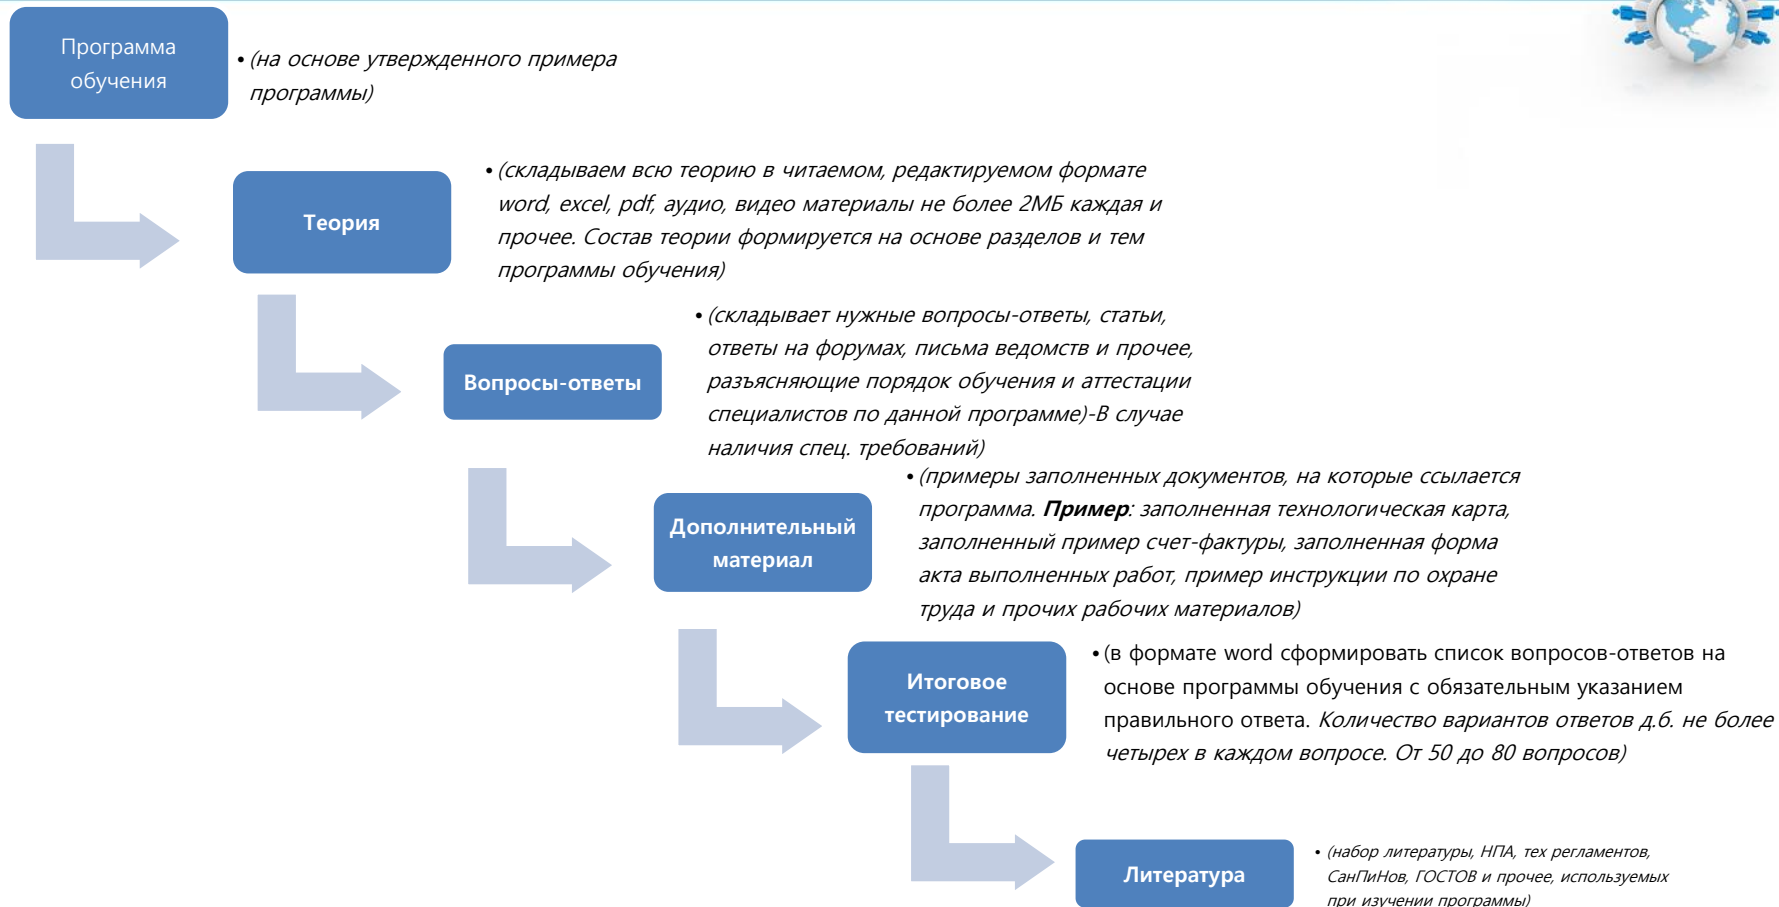 Программа
обучения
• (на основе утвержденного примера
программы)
Теория
• (складываем всю теорию в читаемом, редактируемом формате
word, excel, pdf, аудио, видео материалы не более 2МБ каждая и
прочее. Состав теории формируется на основе разделов и тем
программы обучения)
Вопросы-ответы
• (складывает нужные вопросы-ответы, статьи,
ответы на форумах, письма ведомств и прочее,
разъясняющие порядок обучения и аттестации
специалистов по данной программе)-В случае
наличия спец. требований)
Дополнительный
материал
• (примеры заполненных документов, на которые ссылается
программа. Пример: заполненная технологическая карта,
заполненный пример счет-фактуры, заполненная форма
акта выполненных работ, пример инструкции по охране
труда и прочих рабочих материалов)
Итоговое
тестирование
• (в формате word сформировать список вопросов-ответов на
основе программы обучения с обязательным указанием
правильного ответа. Количество вариантов ответов д.б. не более
четырех в каждом вопросе. От 50 до 80 вопросов)
Литература
• (набор литературы, НПА, тех регламентов,
СанПиНов, ГОСТОВ и прочее, используемых
при изучении программы)